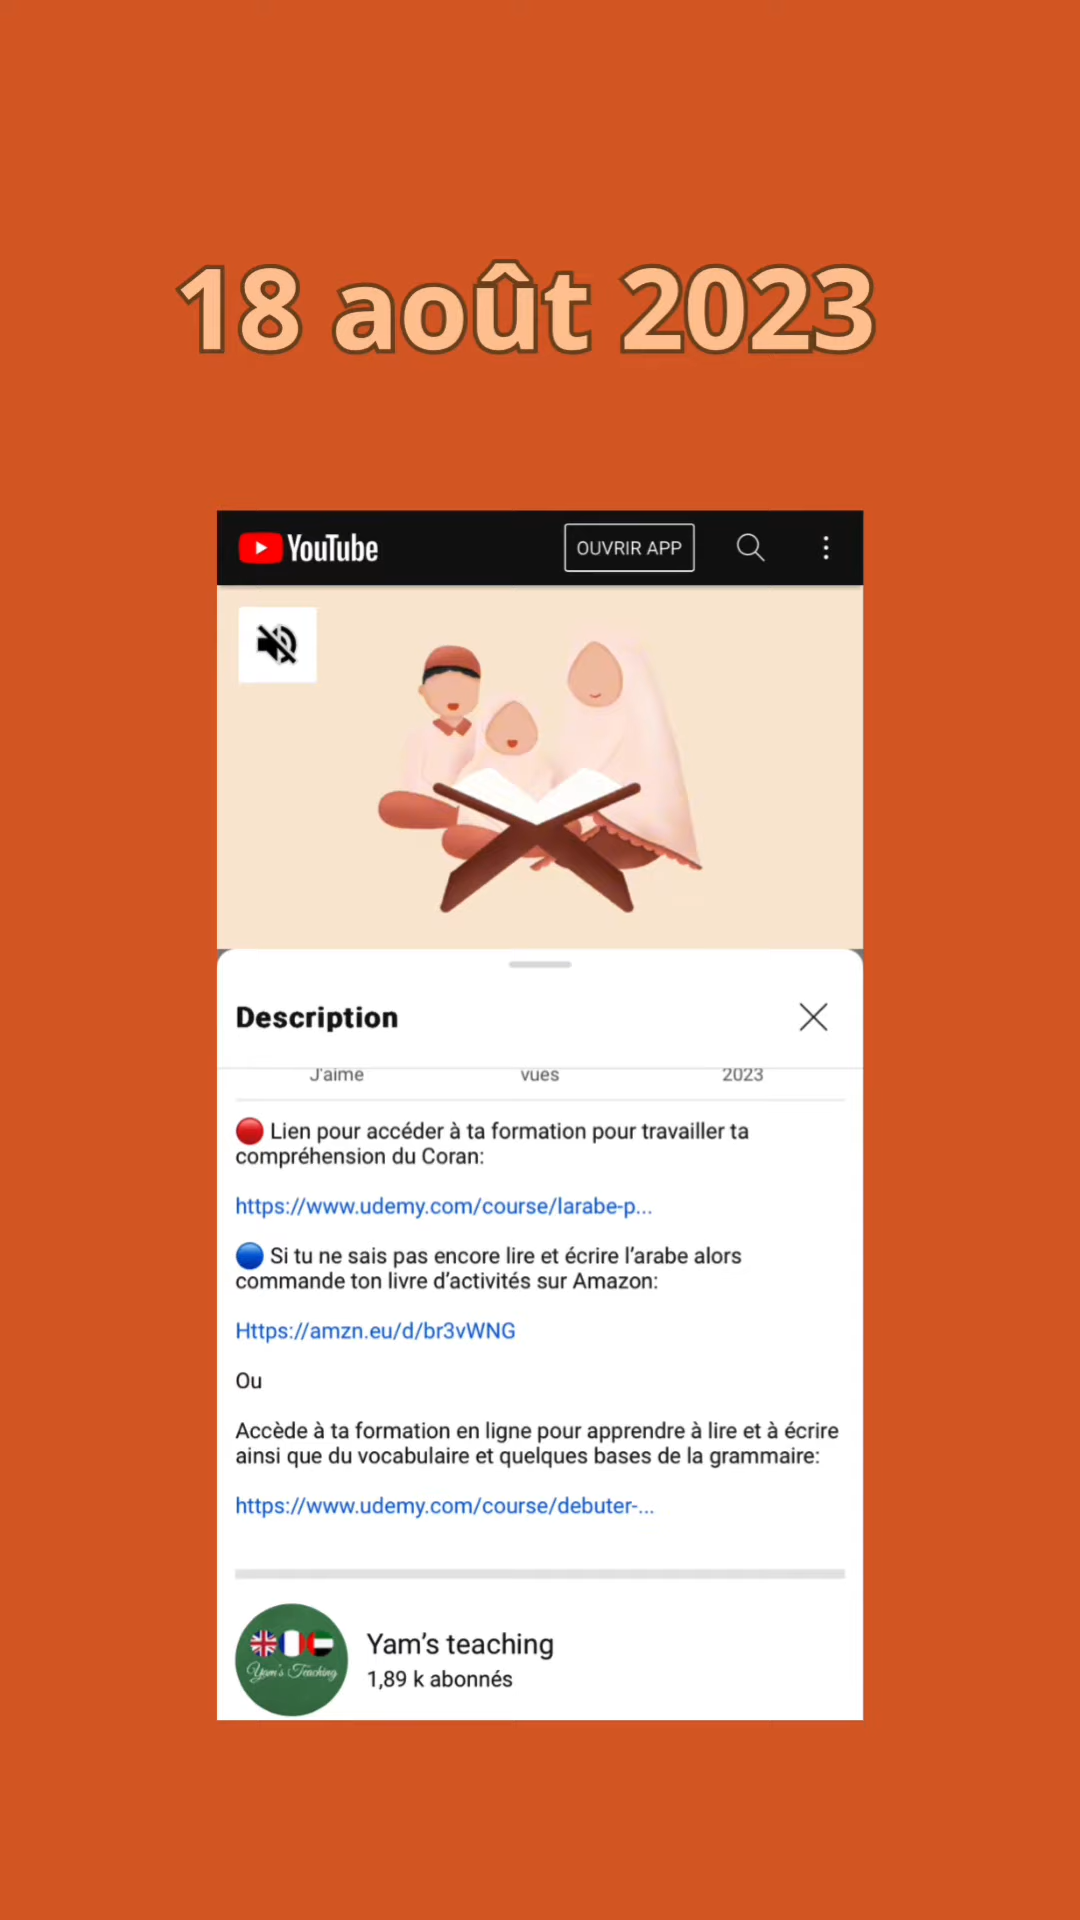 18 août 2023
YouTube
OUVRIR APP
Description
J'aime vues 2023
🔴 Lien pour accéder à ta formation pour travailler ta
compréhension du Coran:
https://www.udemy.com/course/larabe-p...
🔵 Si tu ne sais pas encore lire et écrire l’arabe alors
commande ton livre d’activités sur Amazon:
Https://amzn.eu/d/br3vWNG
Ou
Accède à ta formation en ligne pour apprendre à lire et à écrire
ainsi que du vocabulaire et quelques bases de la grammaire:
https://www.udemy.com/course/debuter-...
Yam's Teaching
Yam’s teaching
1,89 k abonnés